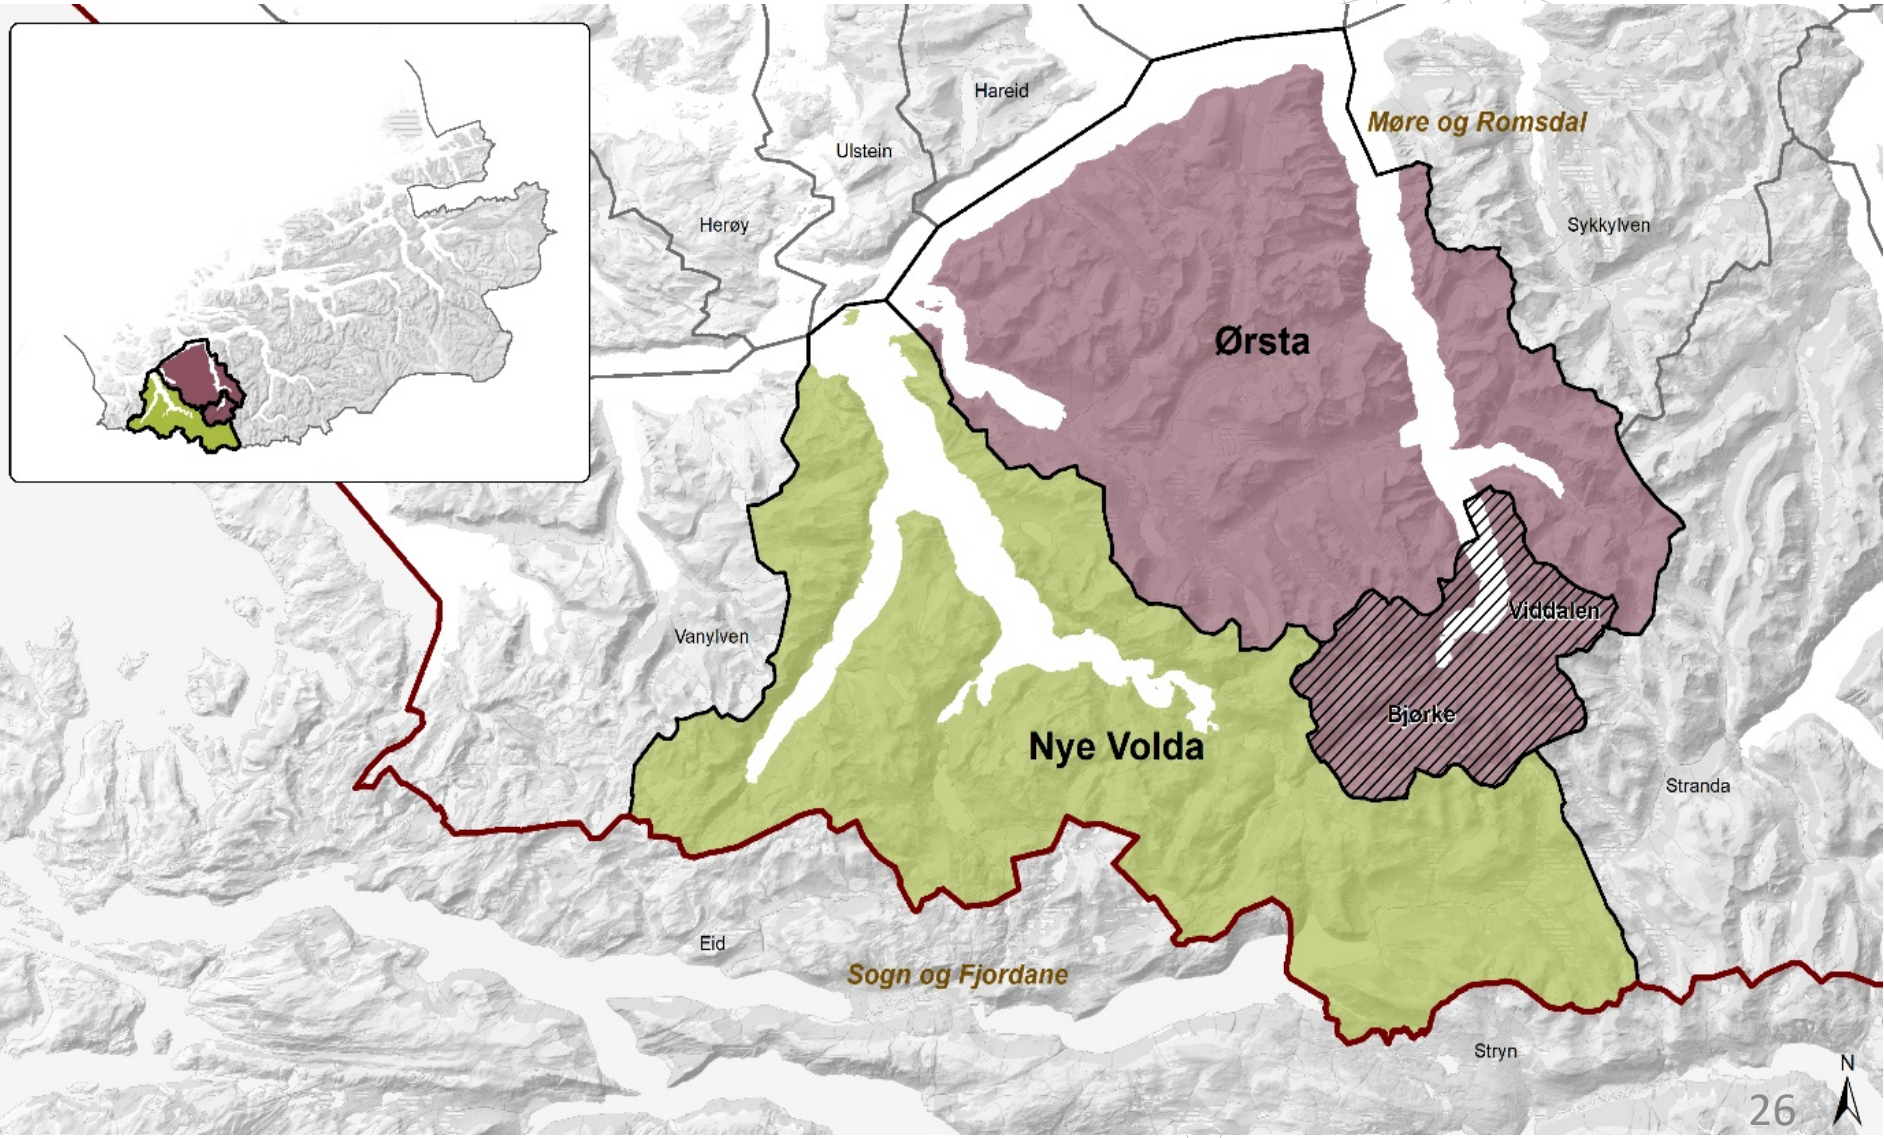 Hareid
Møre og Romsdal
Ulstein
Herøy
Sykkylven
Ørsta
Viddalen
Vanylven
Bjørke
Nye Volda
Stranda
Eid
Sogn og Fjordane
Stryn
N
26